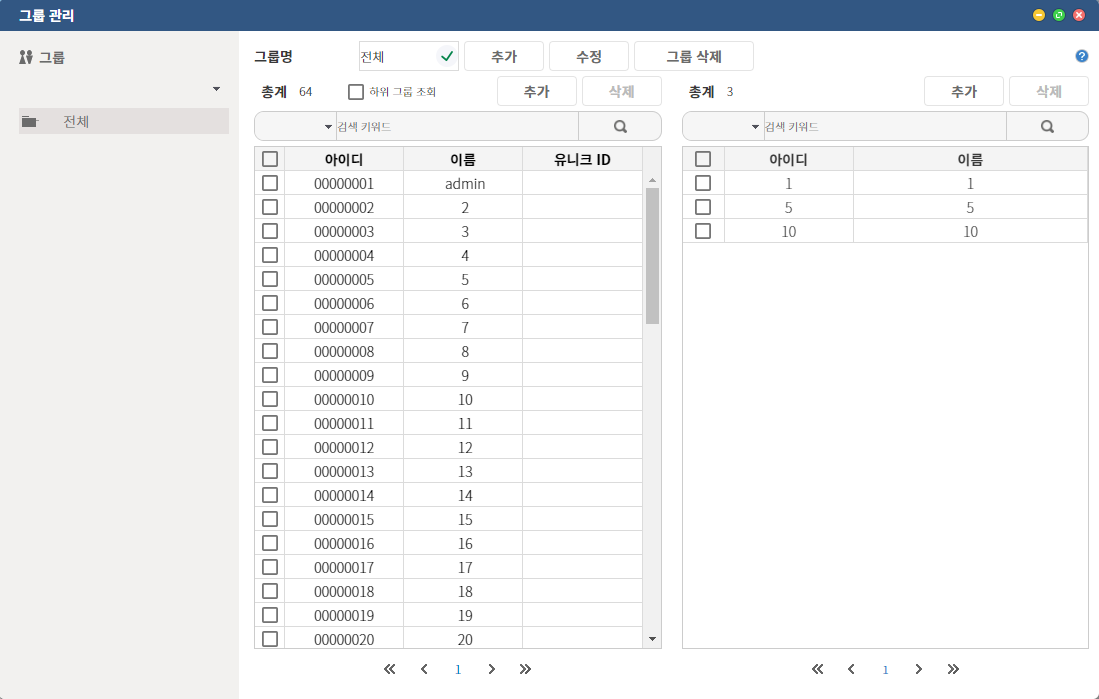 그룹 관리
그룹
전체
그룹명 전체 추가 수정 그룹 삭제
총계 64 하위 그룹 조회 추가 삭제
검색 키워드
아이디 이름 유니크 ID
00000001 admin
00000002 2
00000003 3
00000004 4
00000005 5
00000006 6
00000007 7
00000008 8
00000009 9
00000010 10
00000011 11
00000012 12
00000013 13
00000014 14
00000015 15
00000016 16
00000017 17
00000018 18
00000019 19
00000020 20
1
총계 3 추가 삭제
검색 키워드
아이디 이름
1 1
5 5
10 10
1